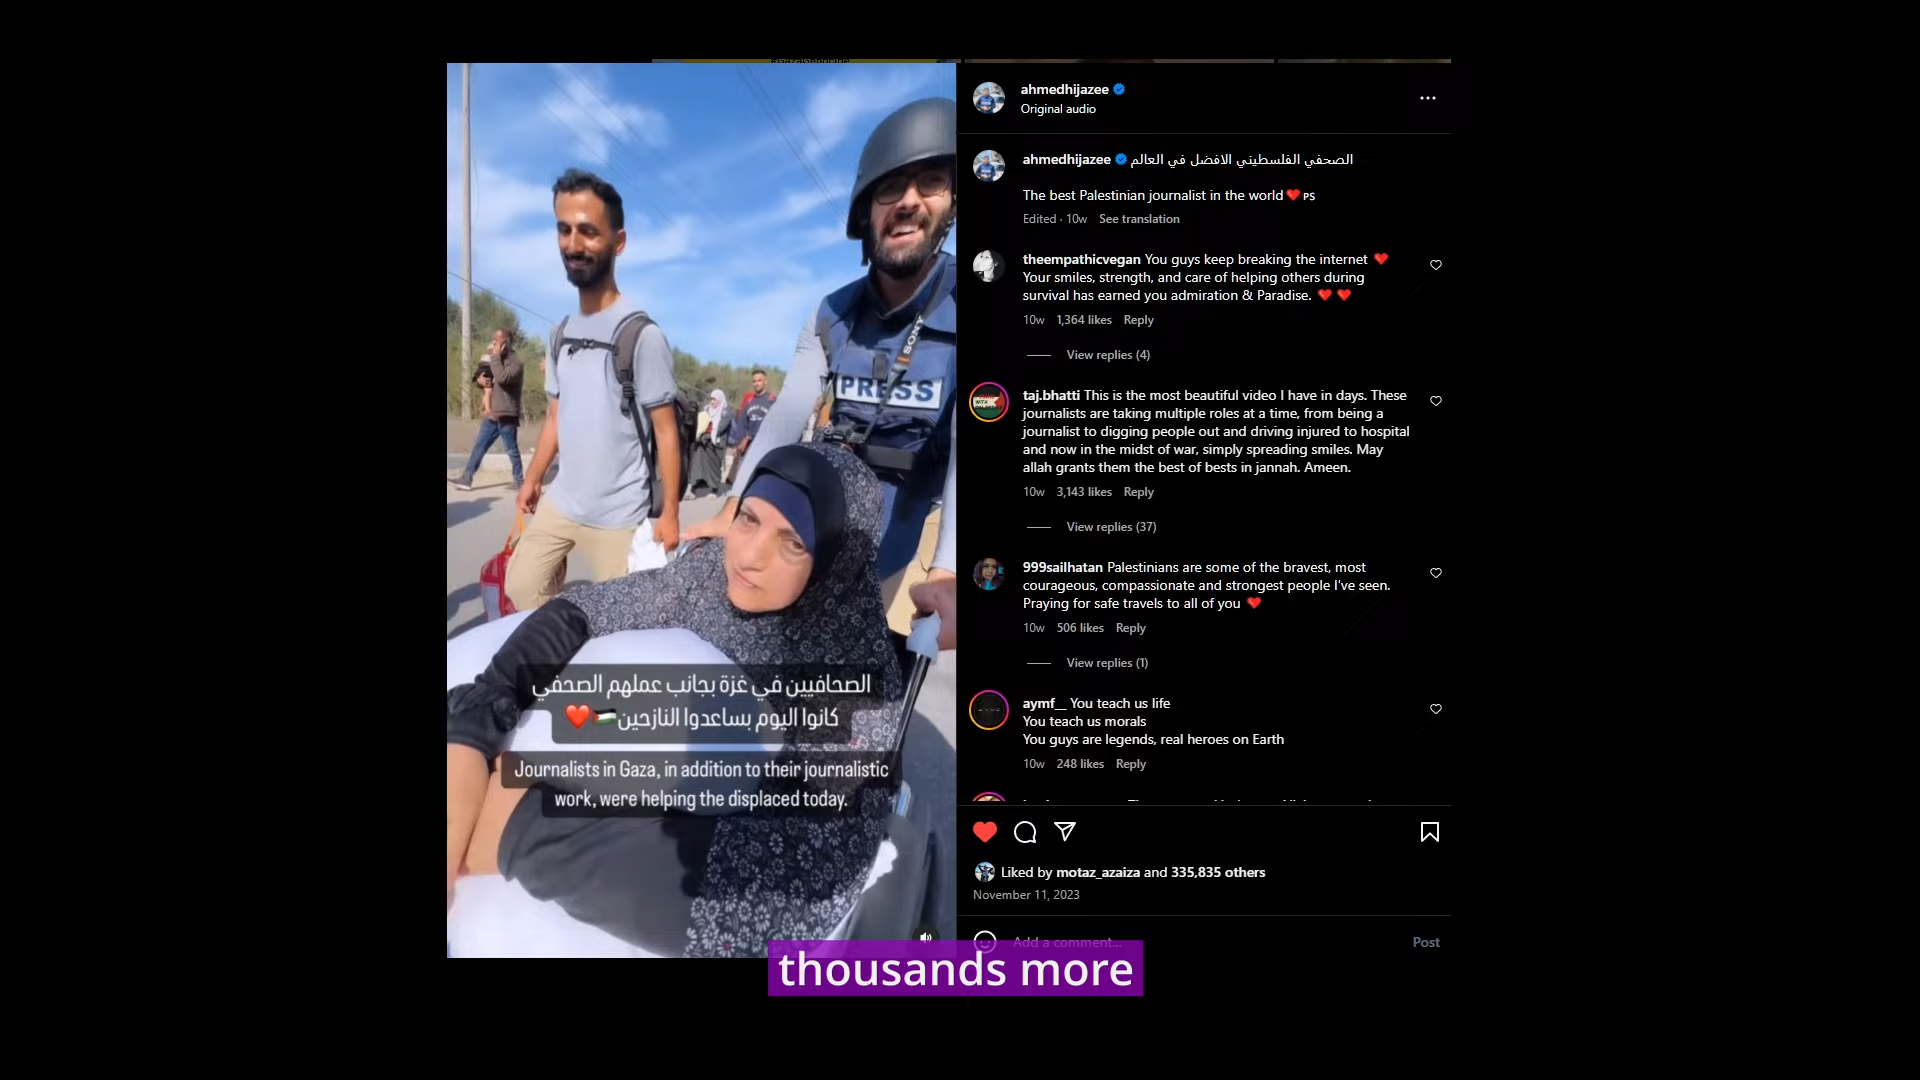 #GazaGenocide
ahmedhijazee
Original audio
ahmedhijazee الصحفي الفلسطيني الافضل في العالم
The best Palestinian journalist in the world❤️ PS
Edited · 10w See translation
theempathicvegan You guys keep breaking the internet ❤️
Your smiles, strength, and care of helping others during
survival has earned you admiration & Paradise. ❤️ ❤️
10w 1,364 likes Reply
View replies (4)
taj.bhatti This is the most beautiful video I have in days. These
journalists are taking multiple roles at a time, from being a
journalist to digging people out and driving injured to hospital
and now in the midst of war, simply spreading smiles. May
allah grants them the best of bests in jannah. Ameen.
10w 3,143 likes Reply
View replies (37)
999sailhatan Palestinians are some of the bravest, most
courageous, compassionate and strongest people I've seen.
Praying for safe travels to all of you ❤️
10w 506 likes Reply
View replies (1)
aymf__ You teach us life
You teach us morals
You guys are legends, real heroes on Earth
10w 248 likes Reply
Liked by motaz_azaiza and 335,835 others
November 11, 2023
Add a comment...
Post
SONY
PRESS
الصحافيين في غزة بجانب عملهم الصحفي
كانوا اليوم بساعدوا النازحين🇵🇸❤️
Journalists in Gaza, in addition to their journalistic
work, were helping the displaced today.
thousands more